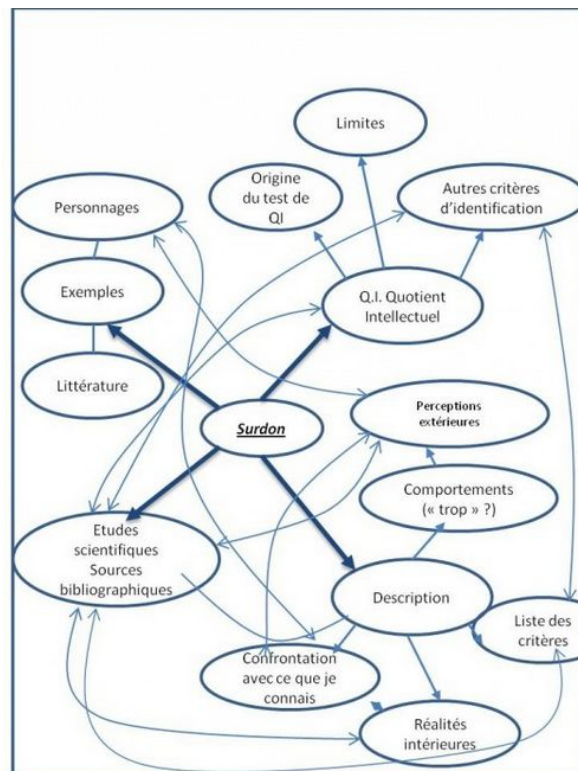 Limites
Origine
du test de
QI
Autres critères
d'identification
Personnages
Exemples
Q.I. Quotient
Intellectuel
Littérature
Surdon
Perceptions
extérieures
Comportements
(« trop » ?)
Etudes
scientifiques
Sources
bibliographiques
Description
Liste des
critères
Confrontation
avec ce que je
connais
Réalités
intérieures